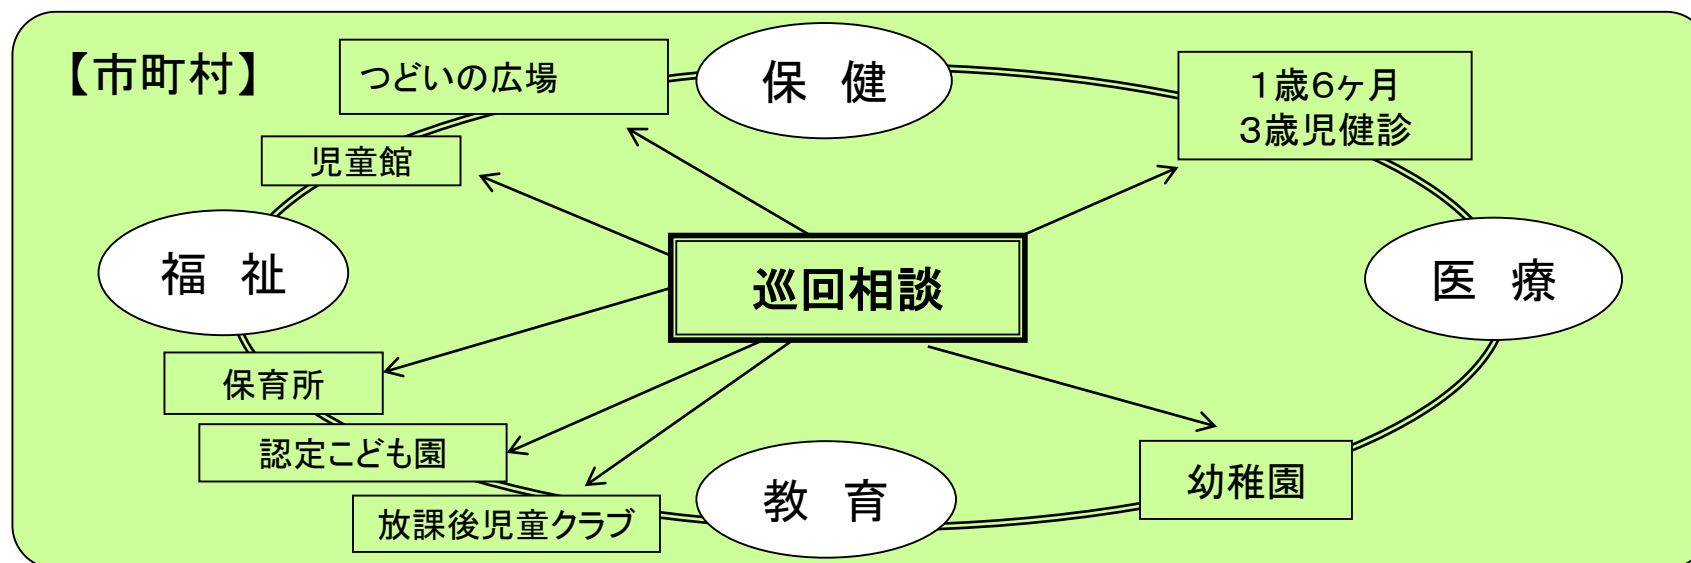 【市町村】
つどいの広場
保　健
１歳６ヶ月
３歳児健診
児童館
福　祉
巡回相談
医　療
保育所
認定こども園
放課後児童クラブ
教　育
幼稚園